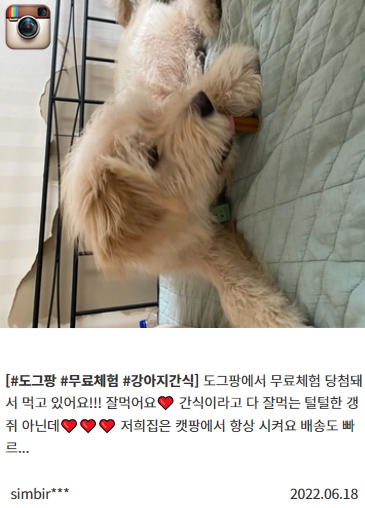 [#도그팡 #무료체험 #강아지간식] 도그팡에서 무료체험 당첨돼
서 먹고 있어요!!! 잘먹어요❤ 간식이라고 다 잘먹는 털털한 갱
쥐 아닌데❤❤❤ 저희집은 캣팡에서 항상 시켜요 배송도 빠
르...
simbir*** 2022.06.18